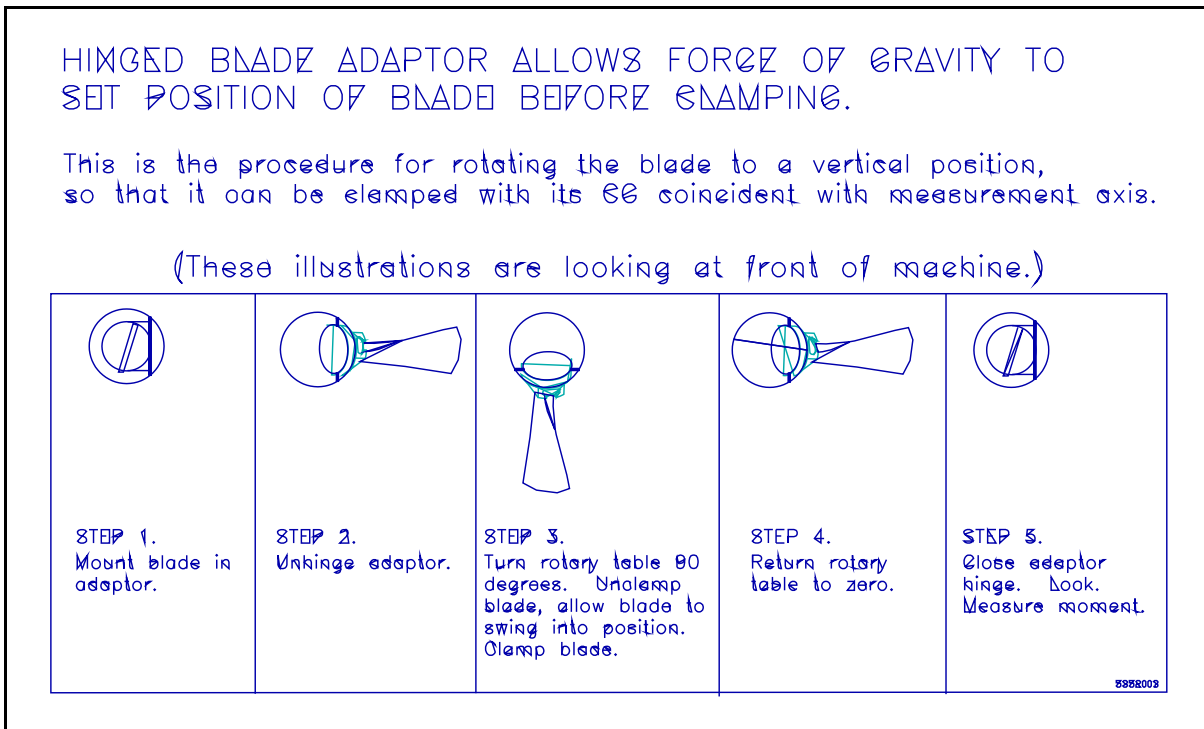 HINGED BLADE ADAPTOR ALLOWS FORCE OF GRAVITY TO
SET POSITION OF BLADE BEFORE CLAMPING.
This is the procedure for rotating the blade to a vertical position,
so that it can be clamped with its CG coincident with measurement axis.
(These illustrations are looking at front of machine.)
STEP 1.
Mount blade in
adaptor.
STEP 2.
Unhinge adaptor.
STEP 3.
Turn rotary table 90
degrees. Unclamp
blade, allow blade to
swing into position.
Clamp blade.
STEP 4.
Return rotary
table to zero.
STEP 5.
Close adaptor
hinge. Lock.
Measure moment.